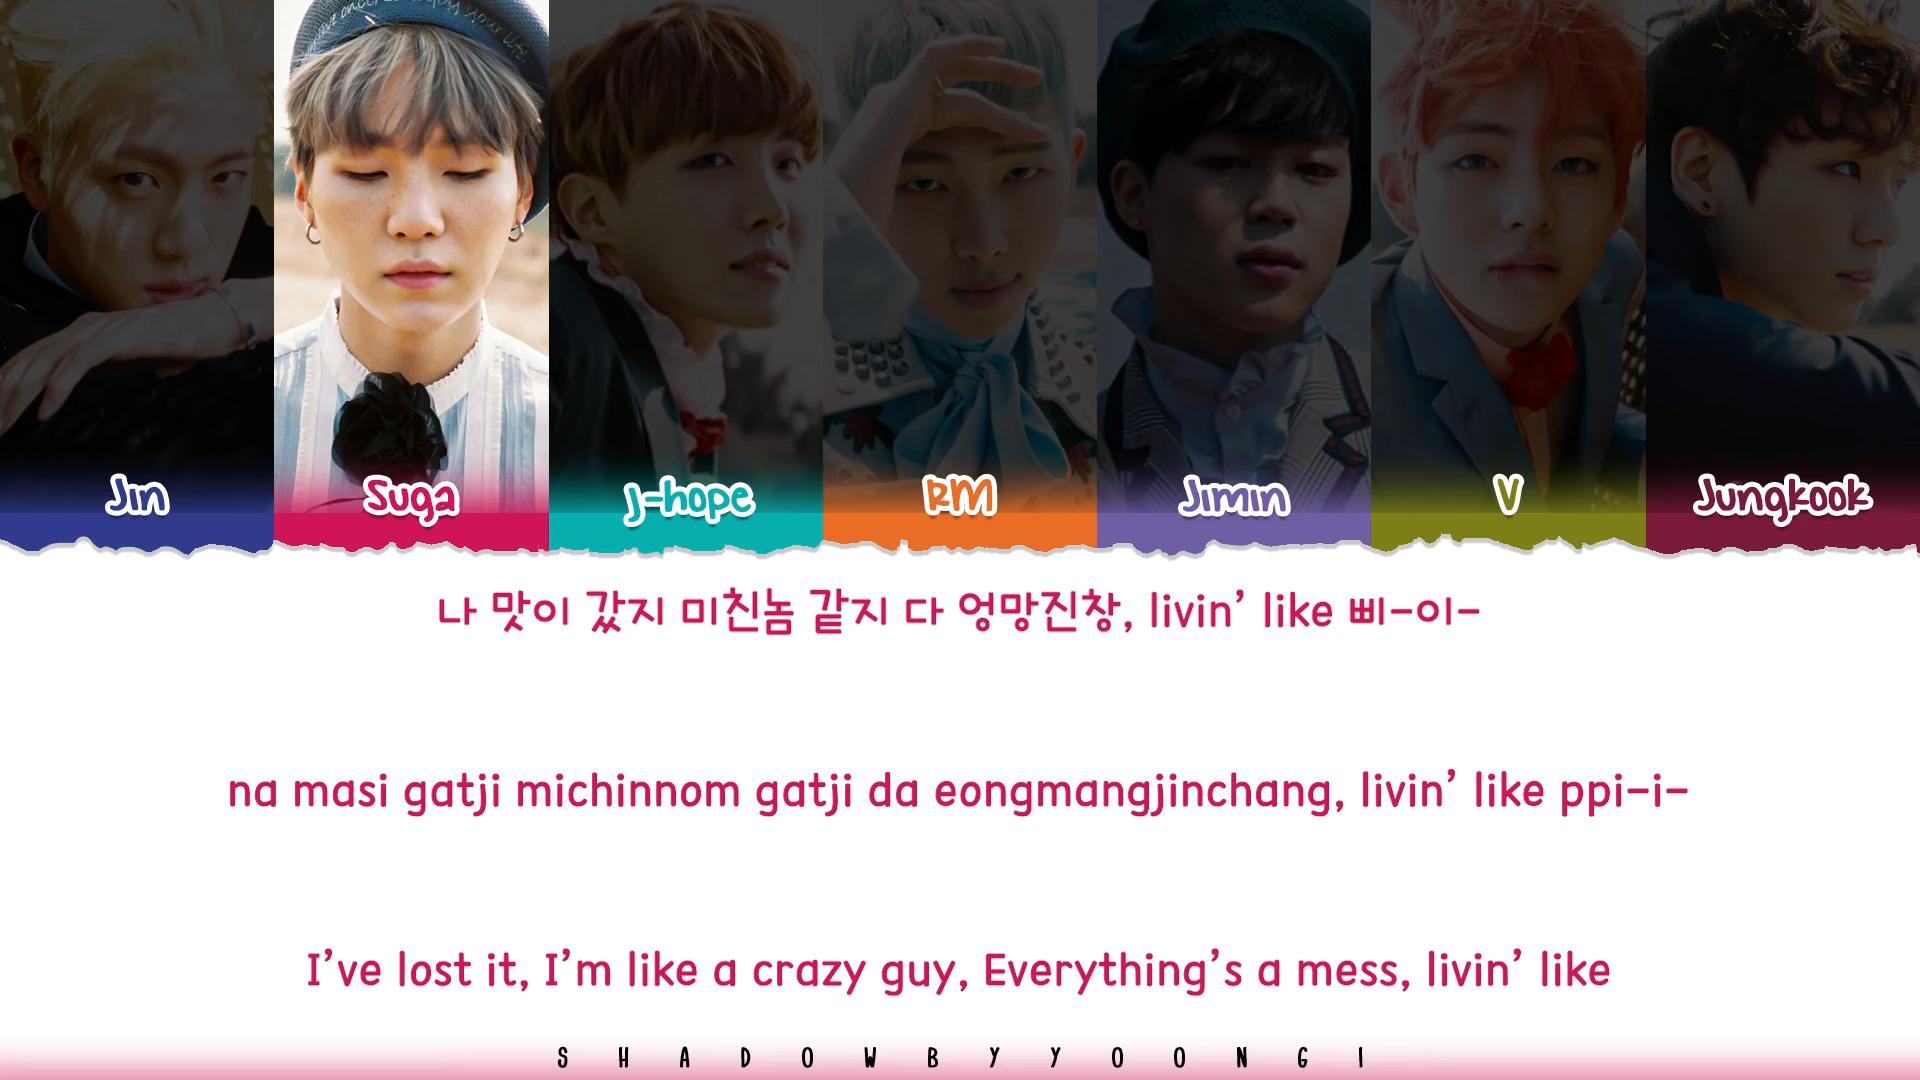 Jin Suga J-hope RM Jimin V Jungkook
나 맛이 갔지 미친놈 같지 다 엉망진창, livin’ like 삐-이-
na masi gatji michinnom gatji da eongmangjinchang, livin’ like ppi-i-
I’ve lost it, I’m like a crazy guy, Everything’s a mess, livin’ like
SHADOWBYYOONGI